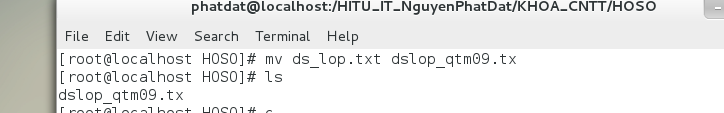 phatdat@localhost:/HITU_IT_NguyenPhatDat/KHOA_CNTT/HOSO
File Edit View Search Terminal Help
[root@localhost HOSO]# mv ds_lop.txt dslop_qtm09.tx
[root@localhost HOSO]# ls
dslop_qtm09.tx
[root@localhost HOSO]#